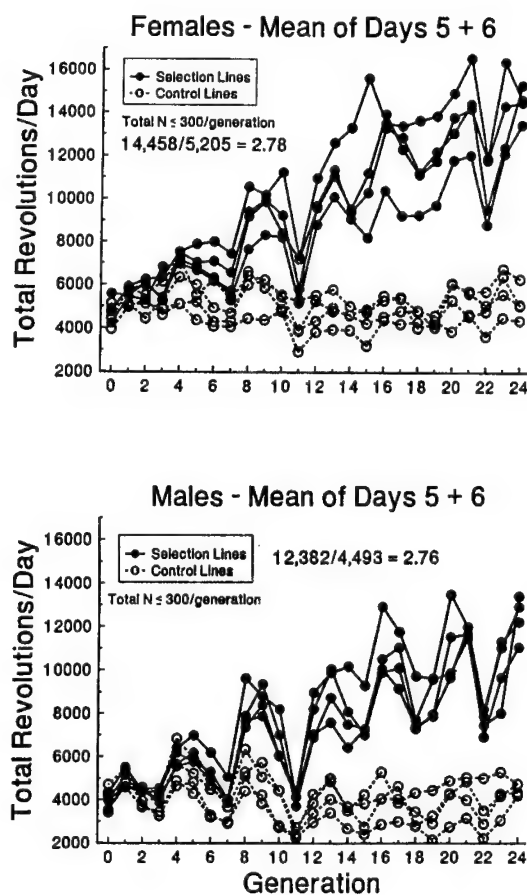 Females - Mean of Days 5 + 6
Total Revolutions/Day
16000
14000
12000
10000
8000
6000
4000
2000
Selection Lines
Control Lines
Total N ≤ 300/generation
14,458/5,205 = 2.78
0 2 4 6 8 10 12 14 16 18 20 22 24
Males - Mean of Days 5 + 6
Total Revolutions/Day
16000
14000
12000
10000
8000
6000
4000
2000
Selection Lines
Control Lines
12,382/4,493 = 2.76
Total N ≤ 300/generation
0 2 4 6 8 10 12 14 16 18 20 22 24
Generation